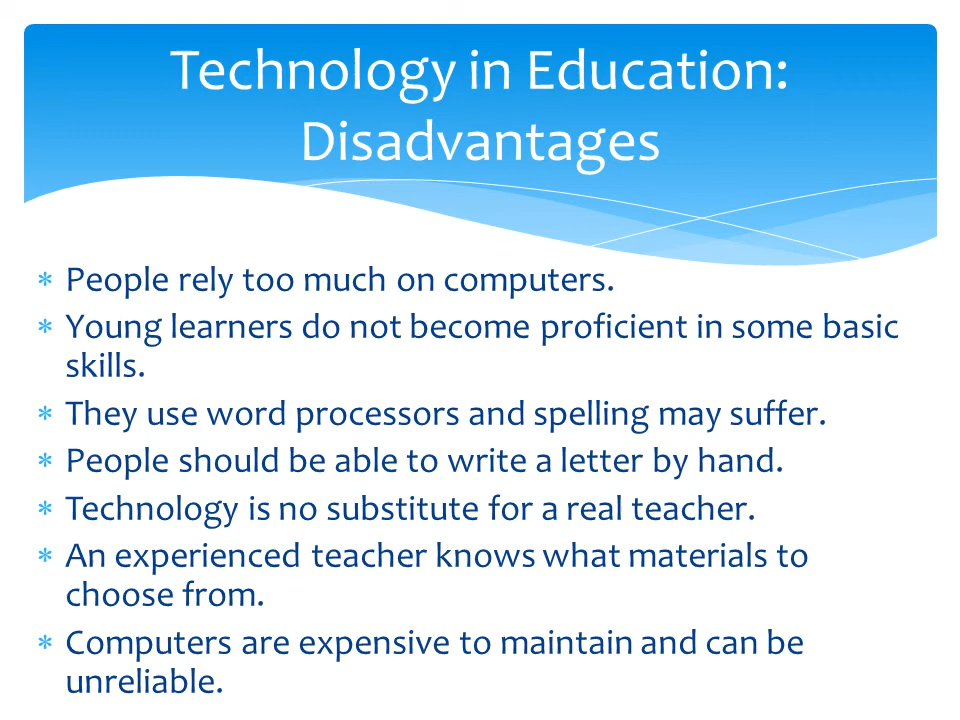 Technology in Education:
Disadvantages
* People rely too much on computers.
* Young learners do not become proficient in some basic
skills.
* They use word processors and spelling may suffer.
* People should be able to write a letter by hand.
* Technology is no substitute for a real teacher.
* An experienced teacher knows what materials to
choose from.
* Computers are expensive to maintain and can be
unreliable.